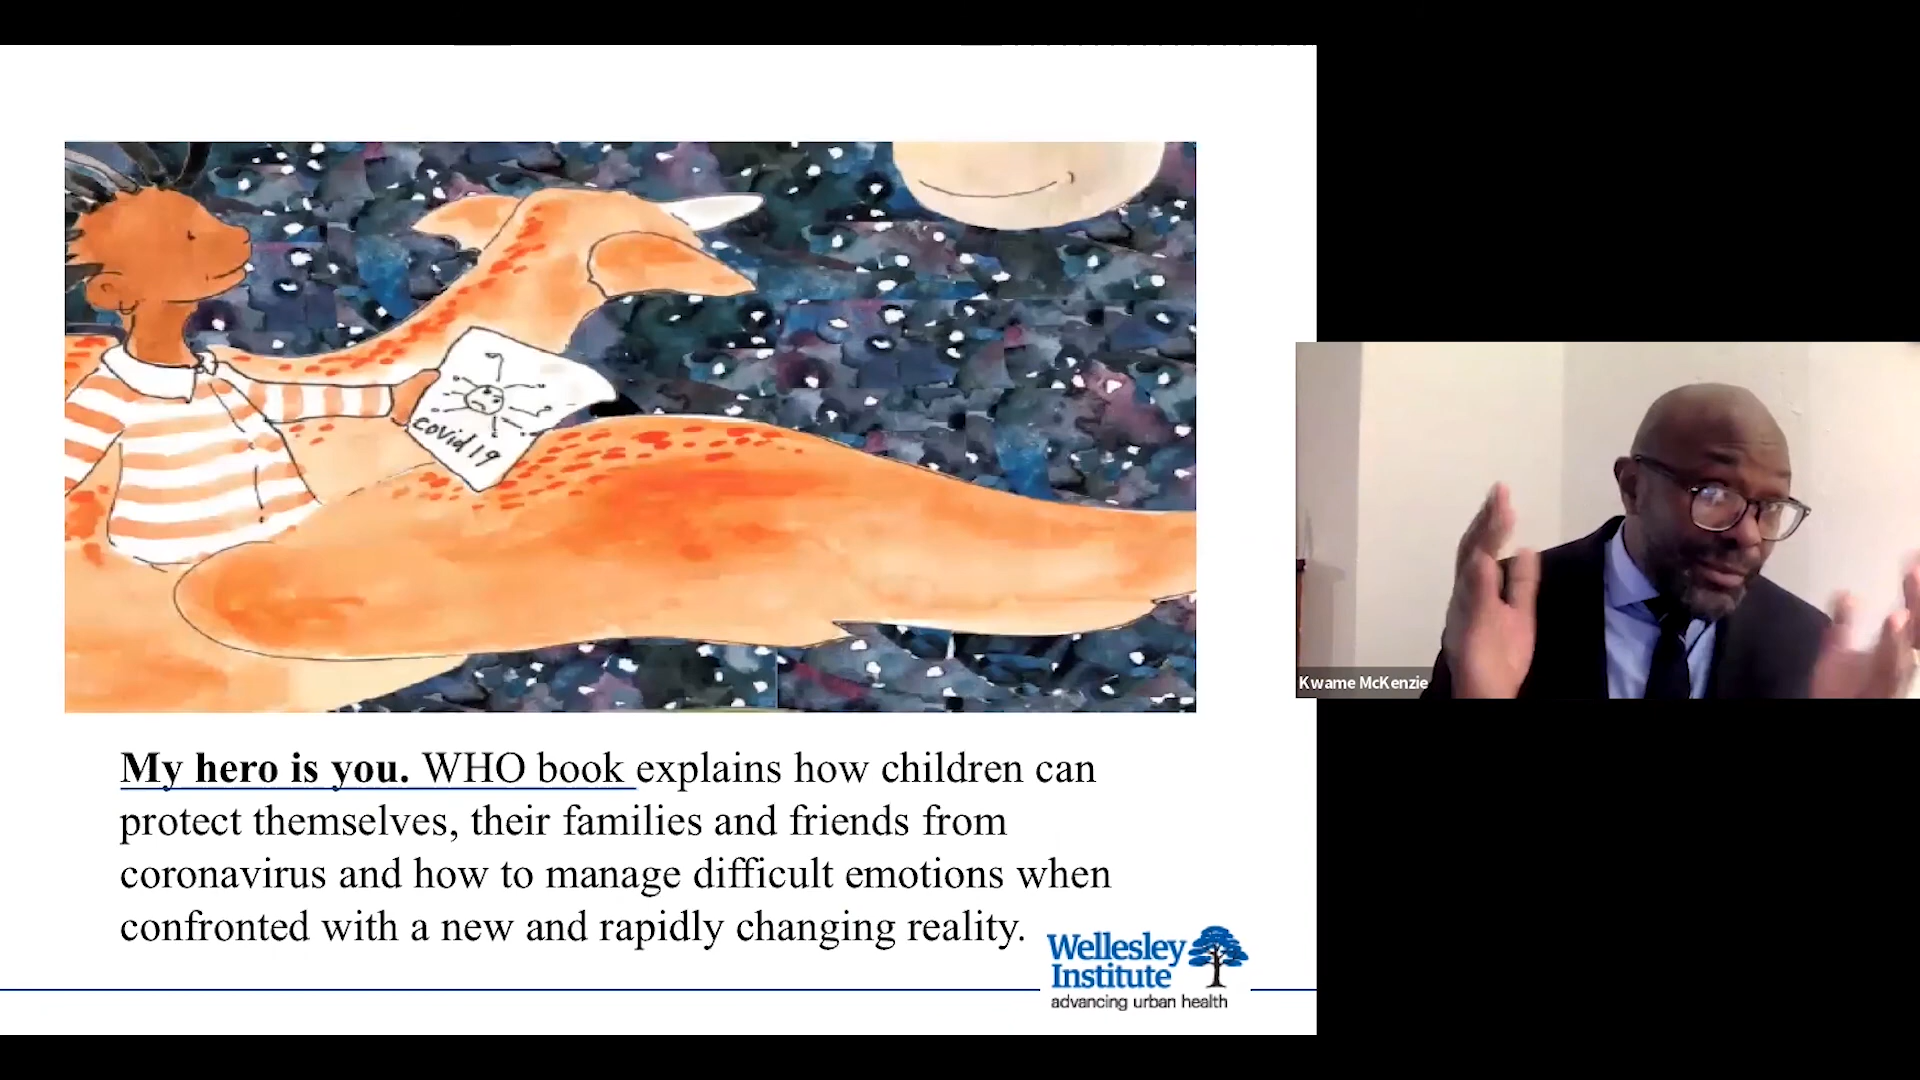 covid 19
My hero is you. WHO book explains how children can
protect themselves, their families and friends from
coronavirus and how to manage difficult emotions when
confronted with a new and rapidly changing reality.
Wellesley
Institute
advancing urban health
Kwame McKenzie